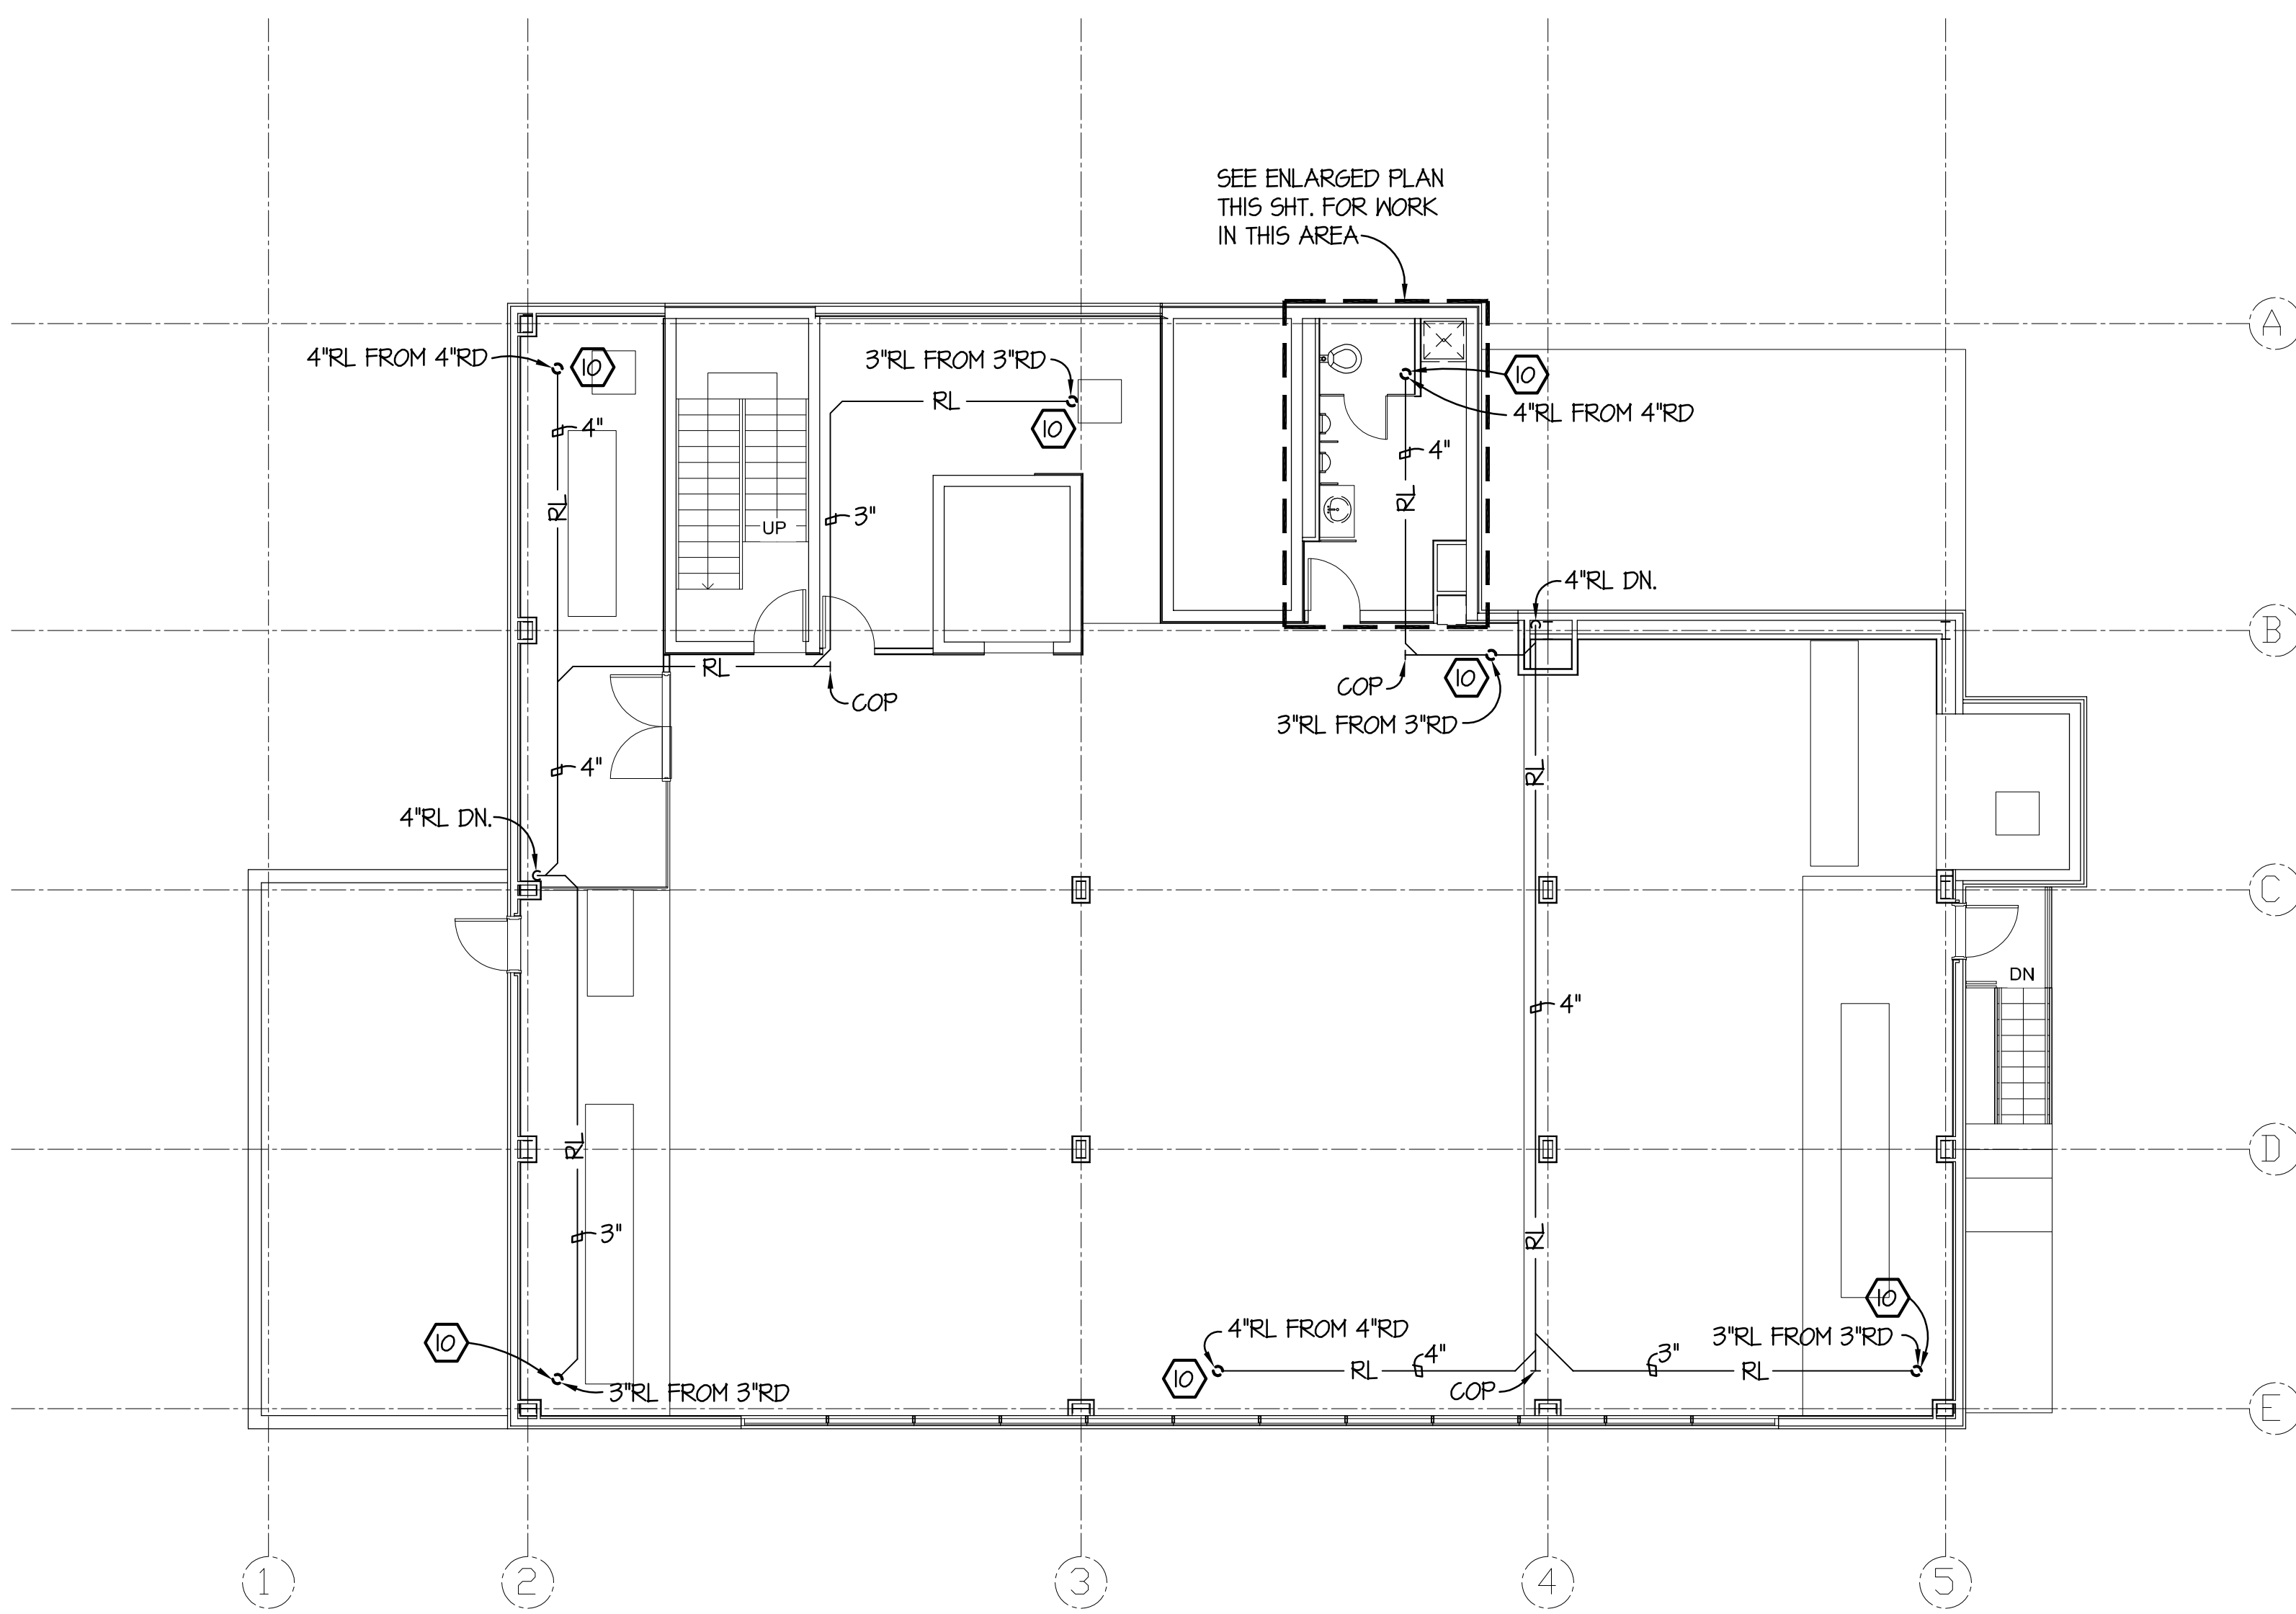 SEE ENLARGED PLAN
THIS SHT. FOR WORK
IN THIS AREA
A
4"RL FROM 4"RD
10
3"RL FROM 3"RD
10
RL
10
4"RL FROM 4"RD
4"
4"
RL
RL
3"
UP
4"RL DN.
B
RL
COP
COP
10
3"RL FROM 3"RD
4"
RL
4"RL DN.
C
DN
4"
RL
D
3"
RL
10
10
4"RL FROM 4"RD
3"RL FROM 3"RD
4"
3"
RL
RL
10
COP
3"RL FROM 3"RD
E
1
2
3
4
5